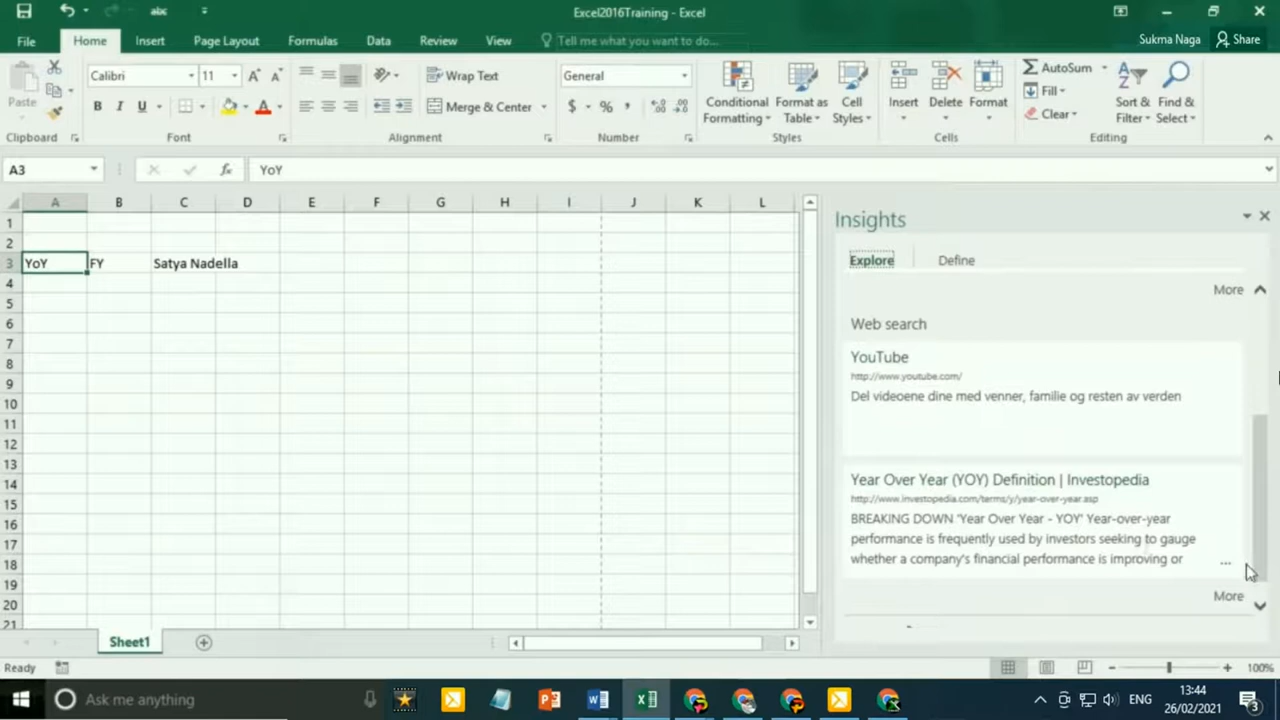 Excel2016Training - Excel
File Home Insert Page Layout Formulas Data Review View Tell me what you want to do... Sukma Naga Share
Paste
Calibri 11
Wrap Text
Merge & Center
General
$ % ,
Conditional Formatting
Format as Table
Cell Styles
Insert Delete Format
AutoSum
Fill
Clear
Sort & Filter
Find & Select
Clipboard Font Alignment Number Styles Cells Editing
A3 fx YoY
A B C D E F G H I J K L
1
2
3 YoY FY Satya Nadella
4
5
6
7
8
9
10
11
12
13
14
15
16
17
18
19
20
21
Insights
Explore Define
More
Web search
YouTube
http://www.youtube.com/
Del videoene dine med venner, familie og resten av verden
Year Over Year (YOY) Definition | Investopedia
http://www.investopedia.com/terms/y/year-over-year.asp
BREAKING DOWN 'Year Over Year - YOY' Year-over-year
performance is frequently used by investors seeking to gauge
whether a company's financial performance is improving or ...
More
Sheet1
Ready 100%
Ask me anything ENG 13:44
26/02/2021 3